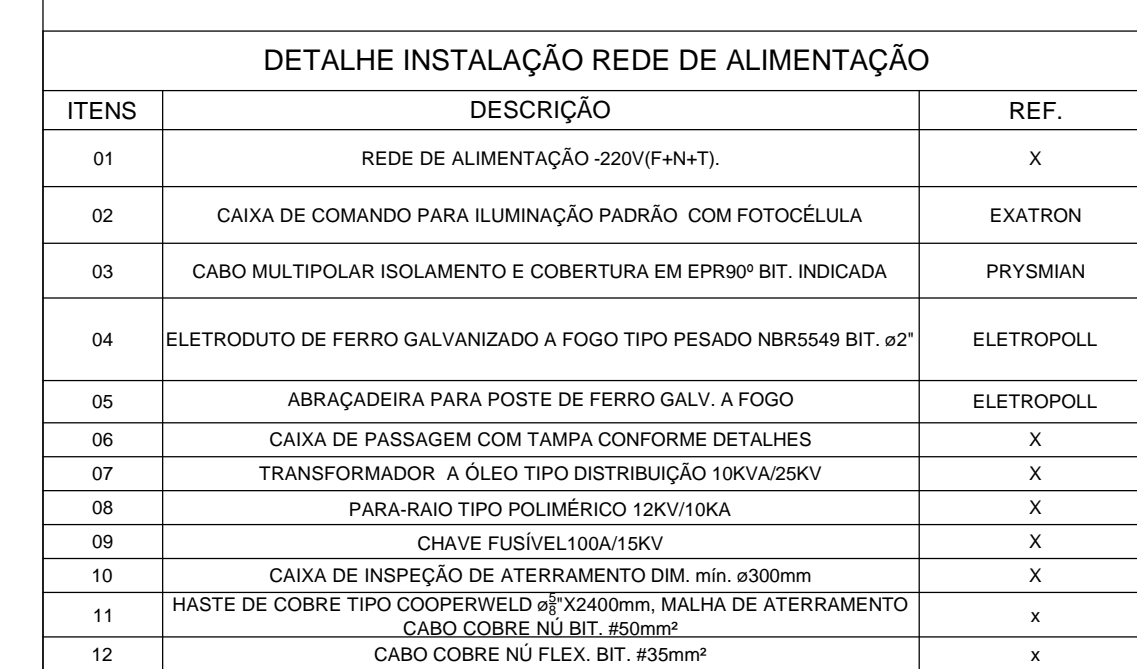 DETALHE INSTALAÇÃO REDE DE ALIMENTAÇÃO
ITENS DESCRIÇÃO REF.
01 REDE DE ALIMENTAÇÃO -220V(F+N+T). X
02 CAIXA DE COMANDO PARA ILUMINAÇÃO PADRÃO COM FOTOCÉLULA EXATRON
03 CABO MULTIPOLAR ISOLAMENTO E COBERTURA EM EPR90º BIT. INDICADA PRYSMIAN
04 ELETRODUTO DE FERRO GALVANIZADO A FOGO TIPO PESADO NBR5549 BIT. ø2" ELETROPOLL
05 ABRAÇADEIRA PARA POSTE DE FERRO GALV. A FOGO ELETROPOLL
06 CAIXA DE PASSAGEM COM TAMPA CONFORME DETALHES X
07 TRANSFORMADOR A ÓLEO TIPO DISTRIBUIÇÃO 10KVA/25KV X
08 PARA-RAIO TIPO POLIMÉRICO 12KV/10KA X
09 CHAVE FUSÍVEL100A/15KV X
10 CAIXA DE INSPEÇÃO DE ATERRAMENTO DIM. mín. ø300mm X
11 HASTE DE COBRE TIPO COOPERWELD ø5/8"X2400mm, MALHA DE ATERRAMENTO x
CABO COBRE NÚ BIT. #50mm²
12 CABO COBRE NÚ FLEX. BIT. #35mm² x